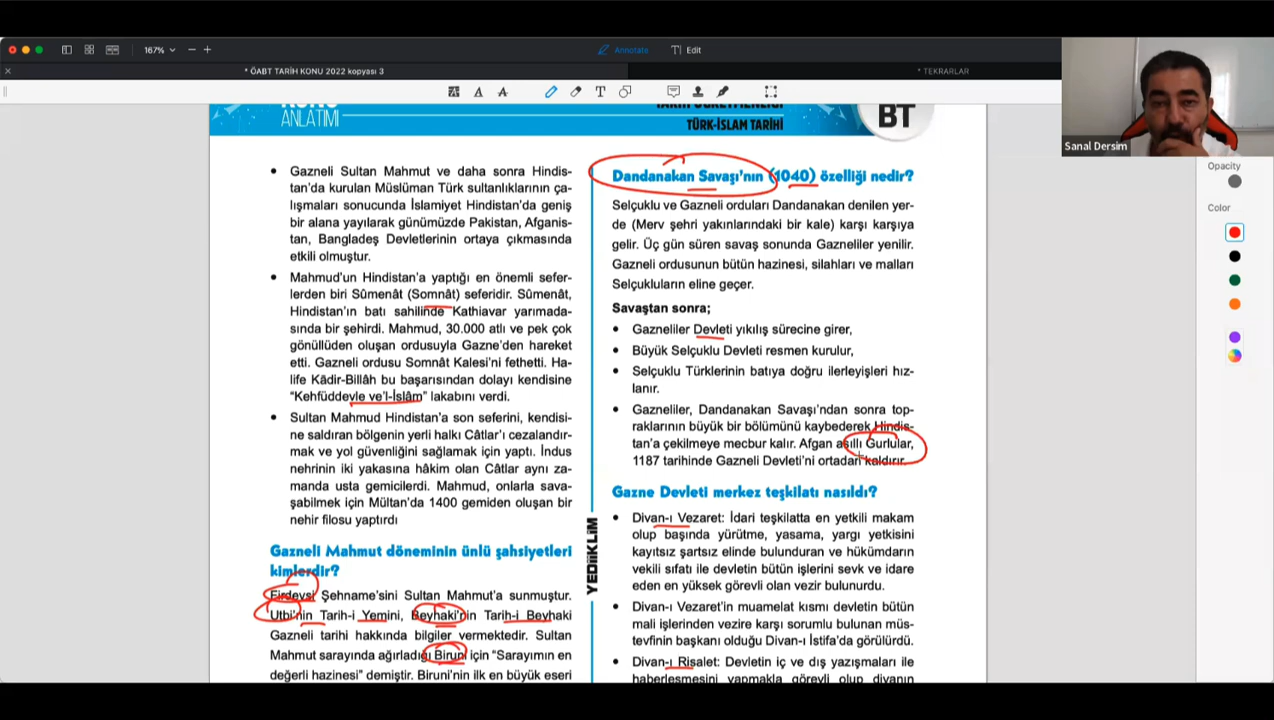 167%
Annotate
T Edit
* ÖABT TARİH KONU 2022 kopyası 3
* TEKRARLAR
KONU
ANLATIMI
TARİH ÖĞRETMENLİĞİ
TÜRK-İSLAM TARİHİ
BT
Sanal Dersim
Opacity
Color
• Gazneli Sultan Mahmut ve daha sonra Hindis-
tan'da kurulan Müslüman Türk sultanlıklarının ça-
lışmaları sonucunda İslamiyet Hindistan'da geniş
bir alana yayılarak günümüzde Pakistan, Afganis-
tan, Bangladeş Devletlerinin ortaya çıkmasında
etkili olmuştur.
• Mahmud'un Hindistan'a yaptığı en önemli sefer-
lerden biri Sûmenât (Somnât) seferidir. Sûmenât,
Hindistan'ın batı sahilinde Kathiavar yarımada-
sında bir şehirdi. Mahmud, 30.000 atlı ve pek çok
gönüllüden oluşan ordusuyla Gazne'den hareket
etti. Gazneli ordusu Somnât Kalesi'ni fethetti. Ha-
life Kâdir-Billâh bu başarısından dolayı kendisine
"Kehfüddevle ve'l-İslâm" lakabını verdi.
• Sultan Mahmud Hindistan'a son seferini, kendisi-
ne saldıran bölgenin yerli halkı Câtlar'ı cezalandır-
mak ve yol güvenliğini sağlamak için yaptı. İndus
nehrinin iki yakasına hâkim olan Câtlar aynı za-
manda usta gemicilerdi. Mahmud, onlarla sava-
şabilmek için Mültan'da 1400 gemiden oluşan bir
nehir filosu yaptırdı
Gazneli Mahmut döneminin ünlü şahsiyetleri
kimlerdir?
Firdevsi Şehname'sini Sultan Mahmut'a sunmuştur.
Utbi'nin Tarih-i Yemini, Beyhaki'nin Tarih-i Beyhaki
Gazneli tarihi hakkında bilgiler vermektedir. Sultan
Mahmut sarayında ağırladığı Biruni için "Sarayımın en
değerli hazinesi" demiştir. Biruni'nin ilk en büyük eseri
YEDİİKLİM
Dandanakan Savaşı'nın (1040) özelliği nedir?
Selçuklu ve Gazneli orduları Dandanakan denilen yer-
de (Merv şehri yakınlarındaki bir kale) karşı karşıya
gelir. Üç gün süren savaş sonunda Gazneliler yenilir.
Gazneli ordusunun bütün hazinesi, silahları ve malları
Selçukluların eline geçer.
Savaştan sonra;
• Gazneliler Devleti yıkılış sürecine girer,
• Büyük Selçuklu Devleti resmen kurulur,
• Selçuklu Türklerinin batıya doğru ilerleyişleri hız-
lanır.
• Gazneliler, Dandanakan Savaşı'ndan sonra top-
raklarının büyük bir bölümünü kaybederek Hindis-
tan'a çekilmeye mecbur kalır. Afgan asıllı Gurlular,
1187 tarihinde Gazneli Devleti'ni ortadan kaldırır.
Gazne Devleti merkez teşkilatı nasıldı?
• Divan-ı Vezaret: İdari teşkilatta en yetkili makam
olup başında yürütme, yasama, yargı yetkisini
kayıtsız şartsız elinde bulunduran ve hükümdarın
vekili sıfatı ile devletin bütün işlerini sevk ve idare
eden en yüksek görevli olan vezir bulunurdu.
• Divan-ı Vezaret'in muamelat kısmı devletin bütün
mali işlerinden vezire karşı sorumlu bulunan müs-
tevfinin başkanı olduğu Divan-ı İstifa'da görülürdü.
• Divan-ı Risalet: Devletin iç ve dış yazışmaları ile
haberleşmesini yapmakla görevli olup divanın